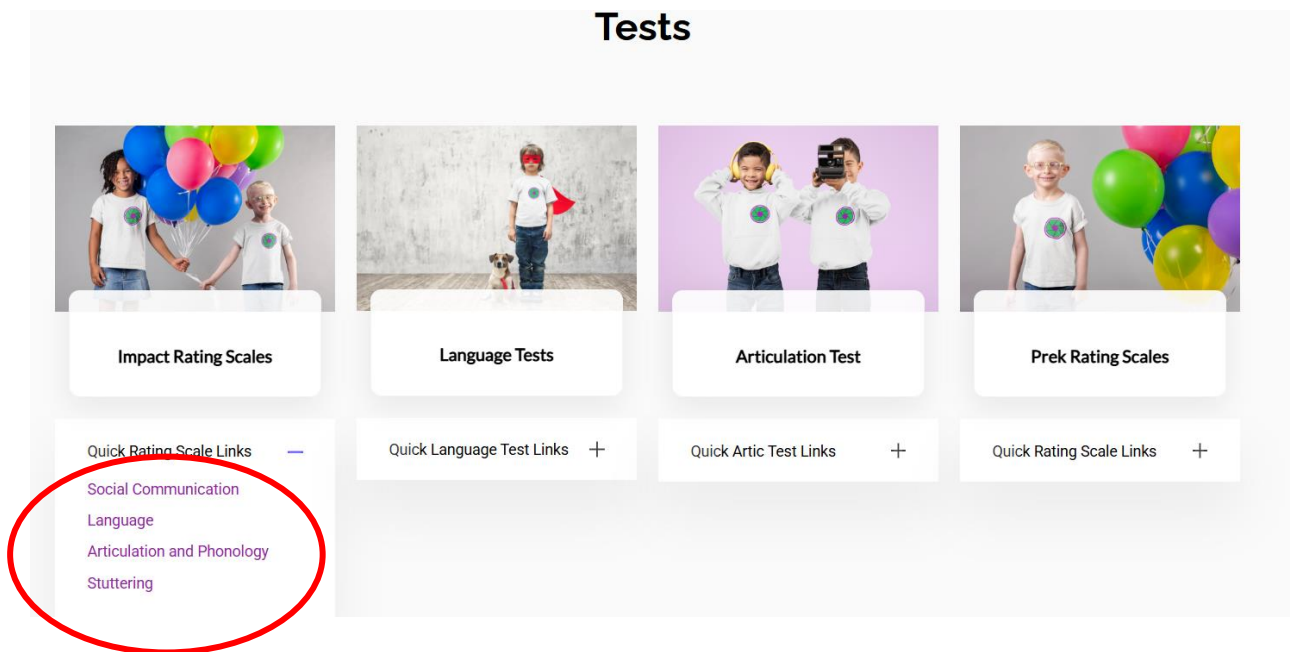 Tests
Impact Rating Scales
Language Tests
Articulation Test
Prek Rating Scales
Quick Rating Scale Links
Social Communication
Language
Articulation and Phonology
Stuttering
Quick Language Test Links
Quick Artic Test Links
Quick Rating Scale Links